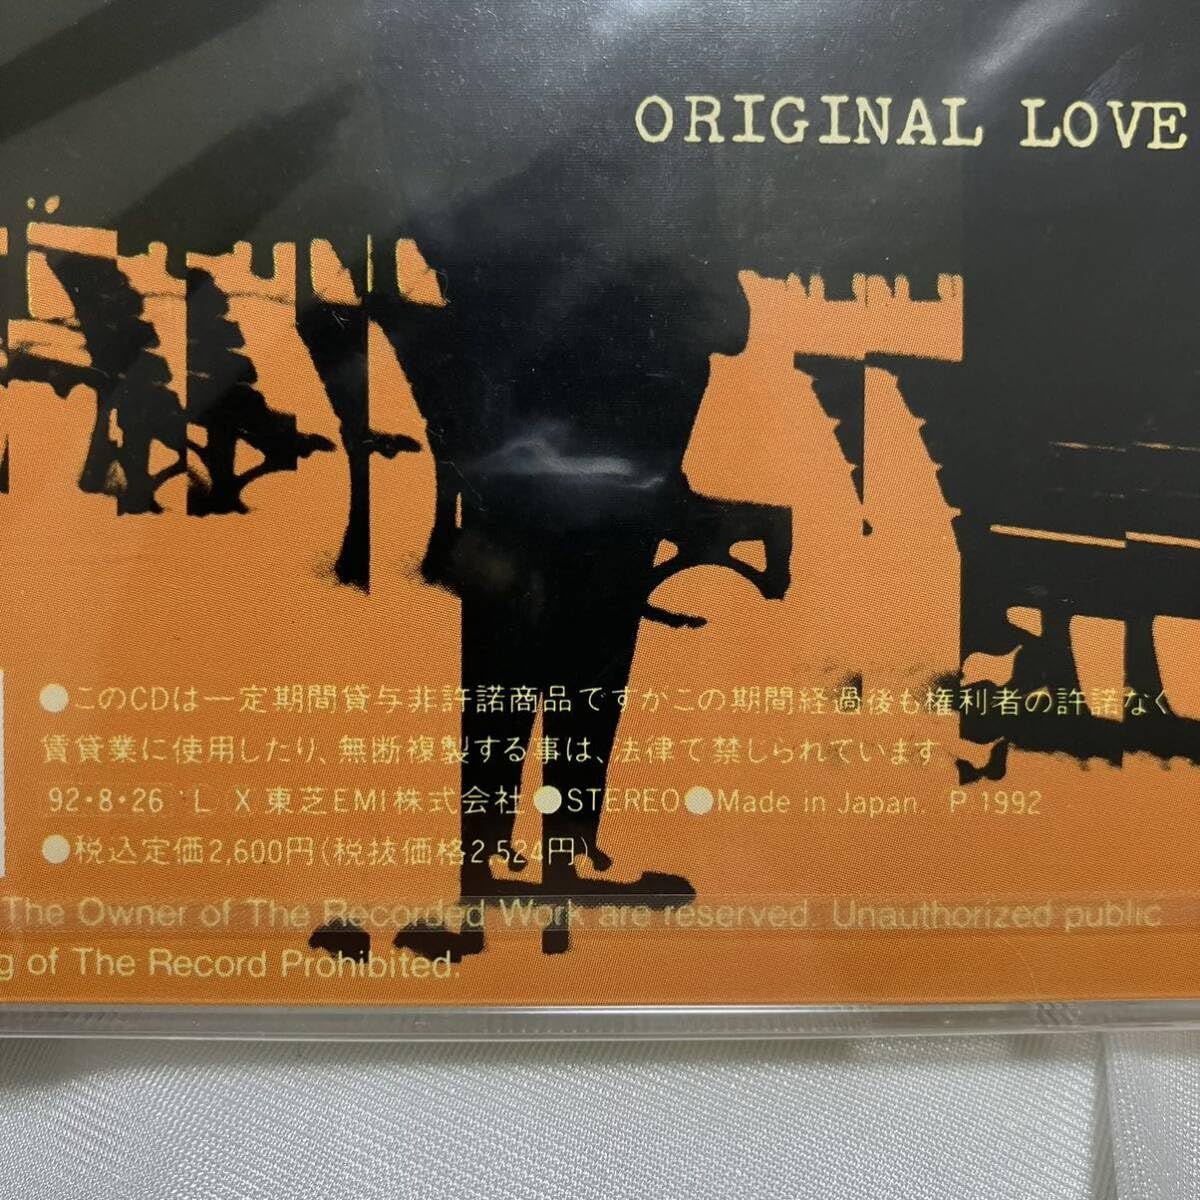 ORIGINAL LOVE
●このCDは一定期間貸与非許諾商品ですかこの期間経過後も権利者の許諾なく
賃貸業に使用したり、無断複製する事は、法律で禁じられています
92・8・26 'L X 東芝EMI株式会社●STEREO●Made in Japan. P 1992
●税込定価2,600円(税抜価格2,524円)
The Owner of The Recorded Work are reserved. Unauthorized public
g of The Record Prohibited.